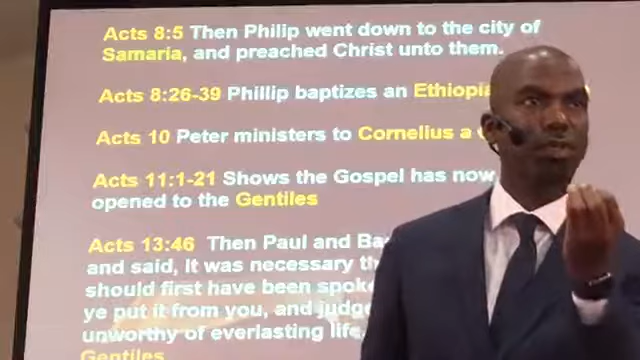 Acts 8:5 Then Philip went down to the city of
Samaria, and preached Christ unto them.
Acts 8:26-39 Phillip baptizes an
Acts 10 Peter ministers to Cornelius a
Acts 11:1-21 Shows the Gospel has now
opened to the Gentiles
Acts 13:46 Then Paul and
and said, It was necessary
should first have been
ye put it from you, and
unworthy of everlasting life,
Gentiles